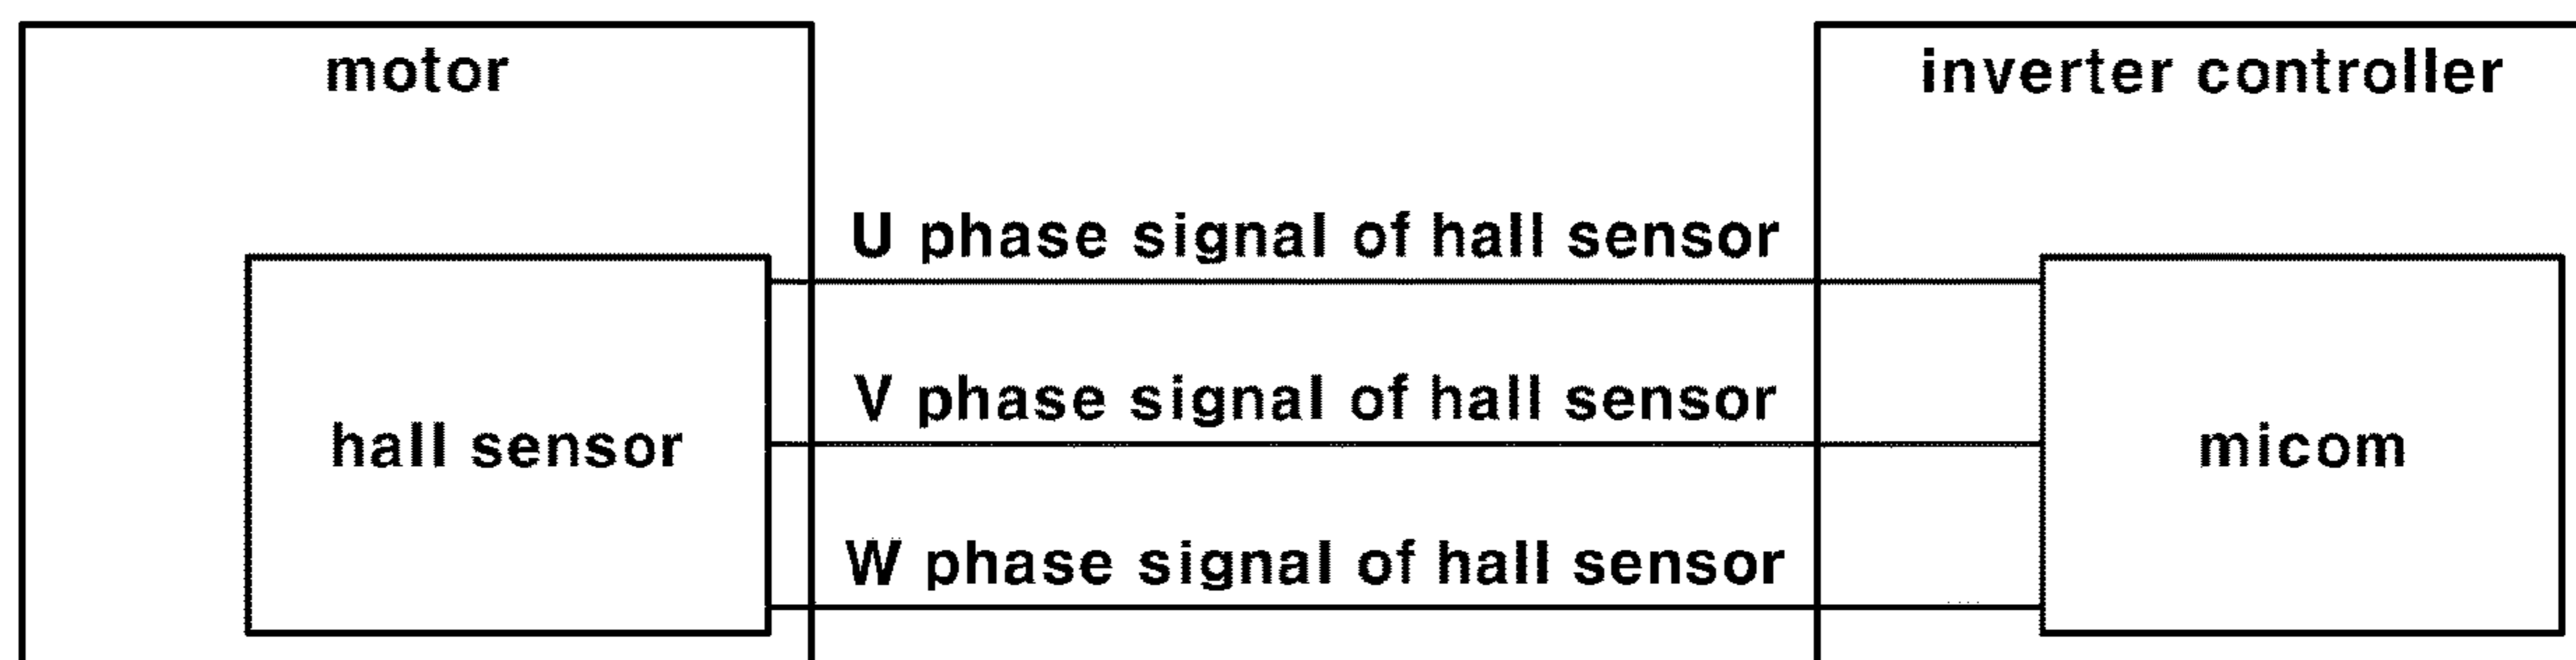 motor
inverter controller
U phase signal of hall sensor
V phase signal of hall sensor
hall sensor
micom
W phase signal of hall sensor